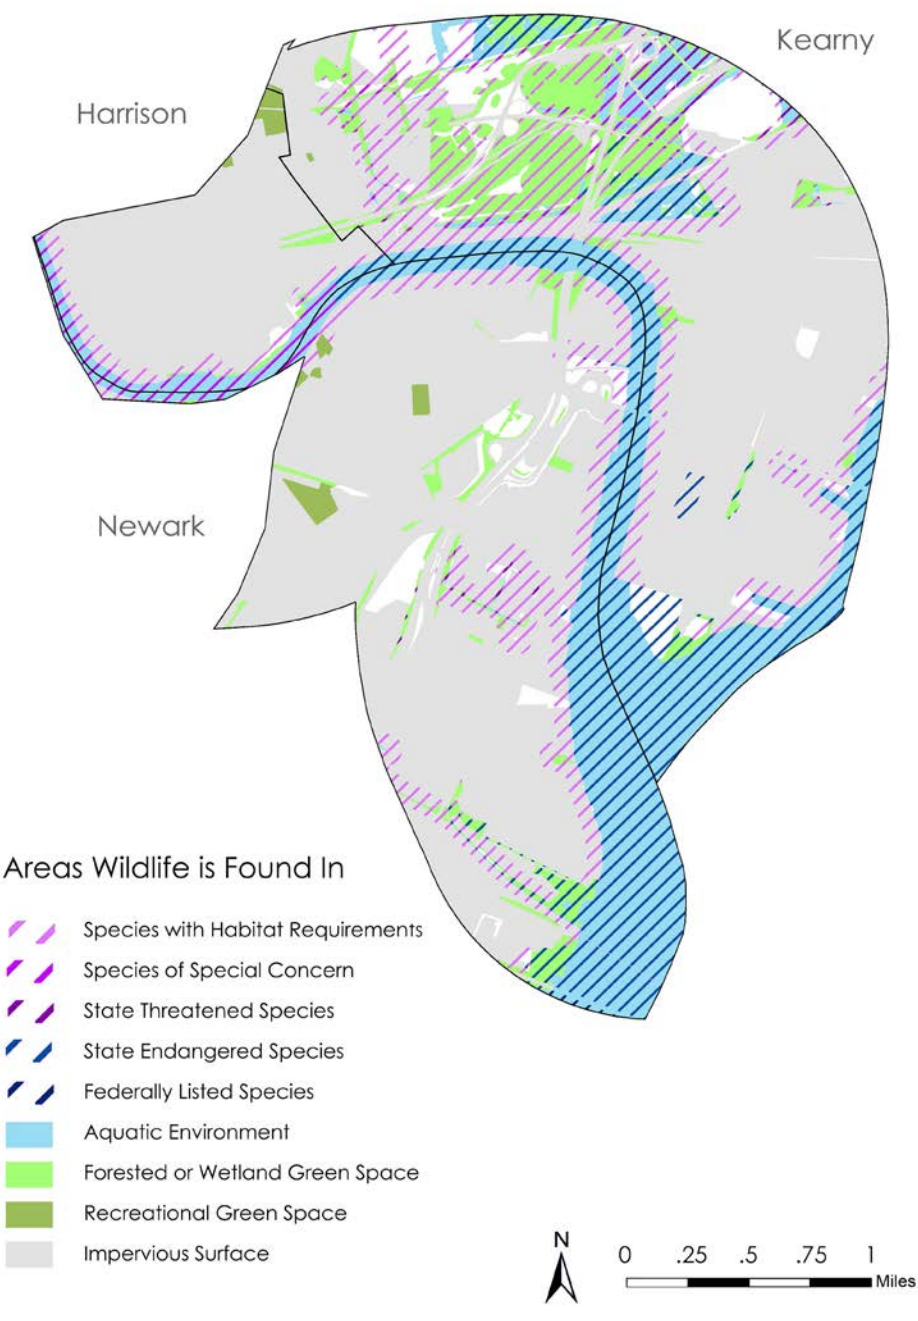 Kearny
Harrison
Newark
Areas Wildlife is Found In
Species with Habitat Requirements
Species of Special Concern
State Threatened Species
State Endangered Species
Federally Listed Species
Aquatic Environment
Forested or Wetland Green Space
Recreational Green Space
Impervious Surface
N
0 .25 .5 .75 1
Miles